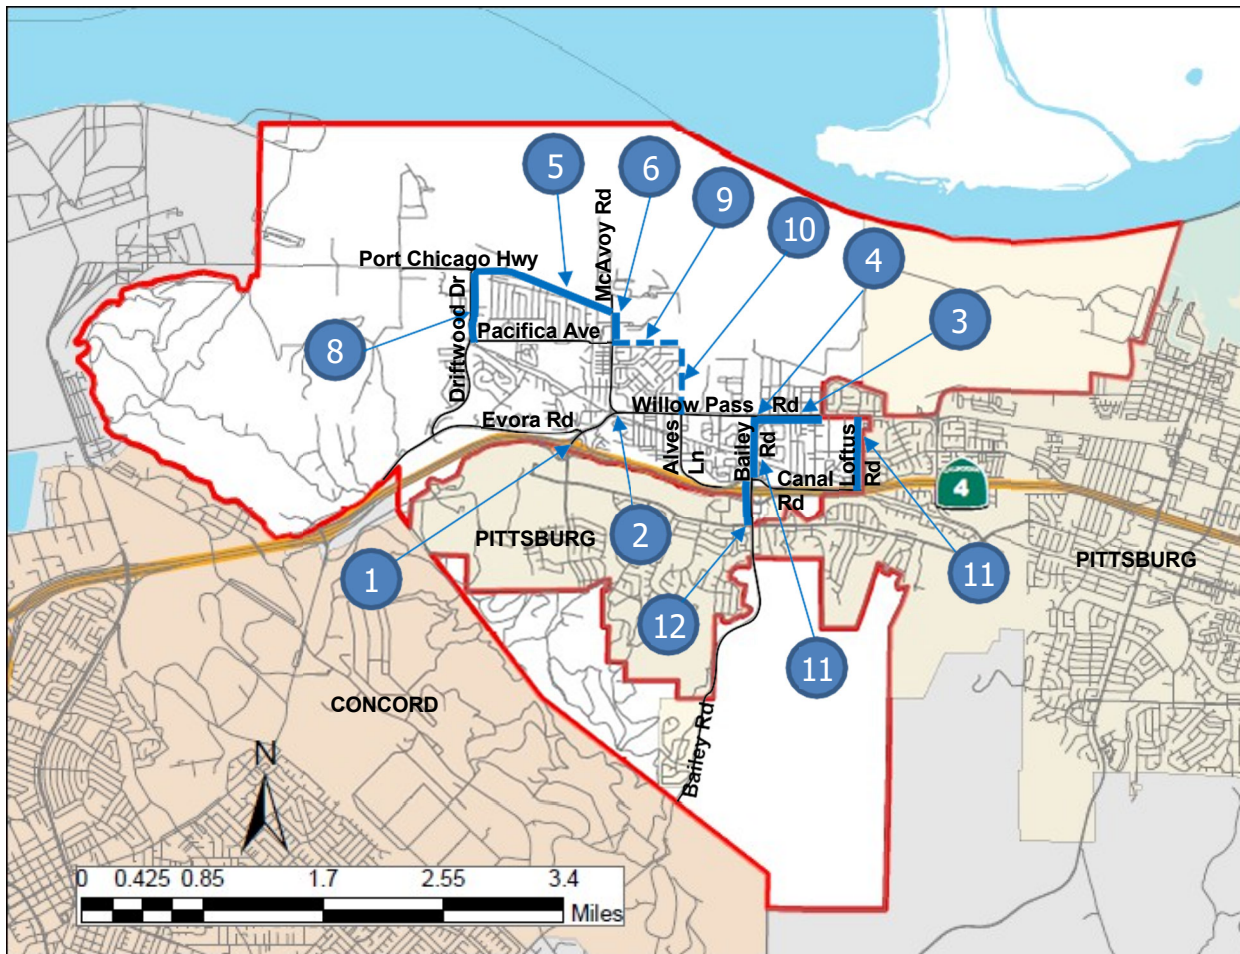 5
6
9
10
4
3
McAvoy Rd
Port Chicago Hwy
Driftwood Dr
Pacifica Ave
8
Willow Pass Rd
Evora Rd
Alves
Ln
Bailey
Rd
Loftus
Rd
Canal
Rd
4
PITTSBURG
2
1
12
11
11
PITTSBURG
CONCORD
Bailey Rd
N
0 0.425 0.85 1.7 2.55 3.4
Miles